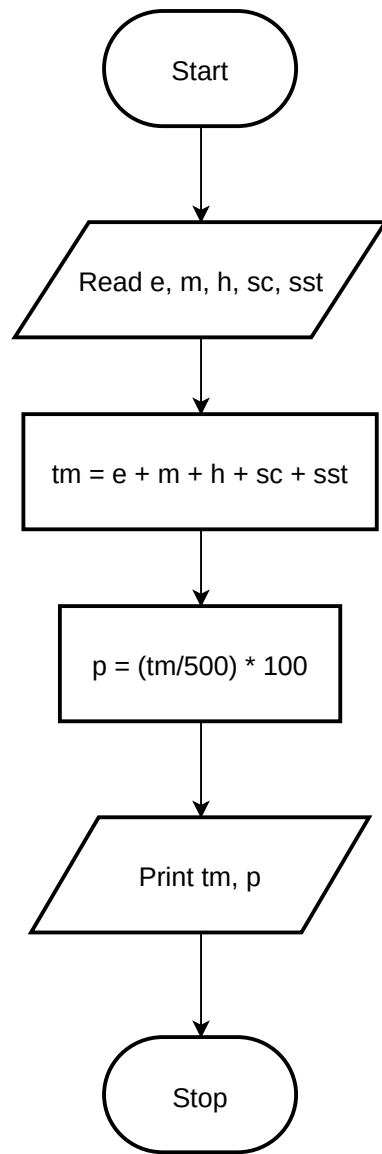 Start
Read e, m, h, sc, sst
tm = e + m + h + sc + sst
p = (tm/500) * 100
Print tm, p
Stop